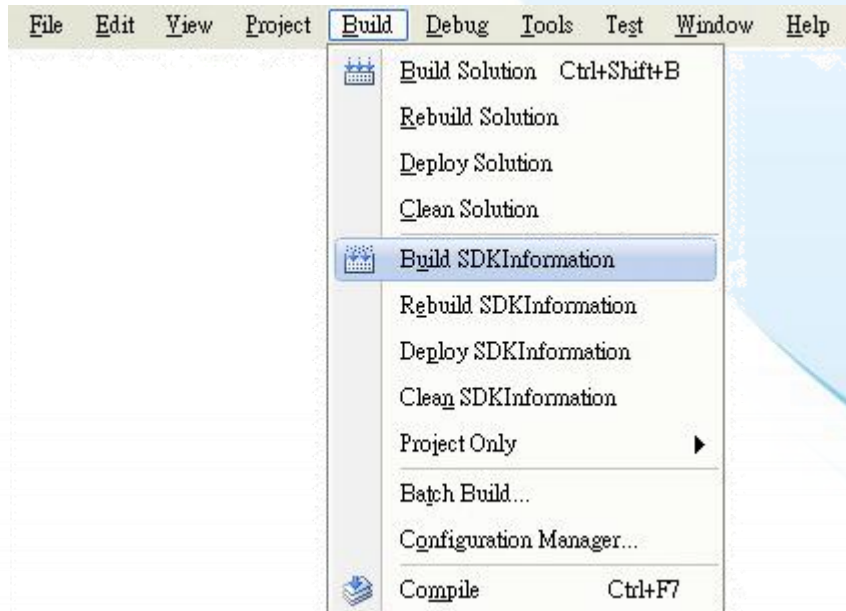 File Edit View Project Build Debug Tools Test Window Help
Build Solution Ctrl+Shift+B
Rebuild Solution
Deploy Solution
Clean Solution
Build SDKInformation
Rebuild SDKInformation
Deploy SDKInformation
Clean SDKInformation
Project Only
Batch Build...
Configuration Manager...
Compile Ctrl+F7